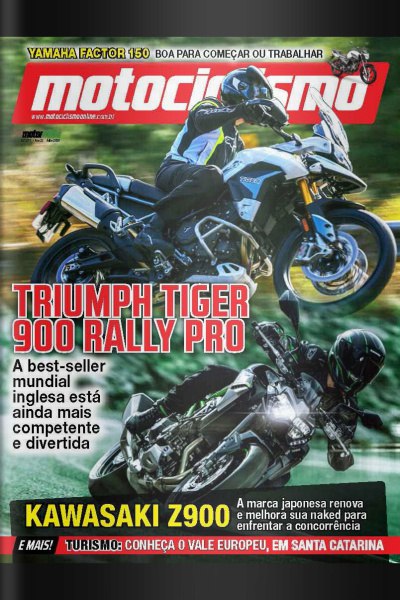 YAMAHA FACTOR 150 BOA PARA COMEÇAR OU TRABALHAR
motociclismo
www.motociclismoonline.com.br
motor
TRIUMPH TIGER
900 RALLY PRO
A best-seller
mundial
inglesa está
ainda mais
competente
e divertida
KAWASAKI Z900
A marca japonesa renova
e melhora sua naked para
enfrentar a concorrência
E MAIS! TURISMO: CONHEÇA O VALE EUROPEU, EM SANTA CATARINA